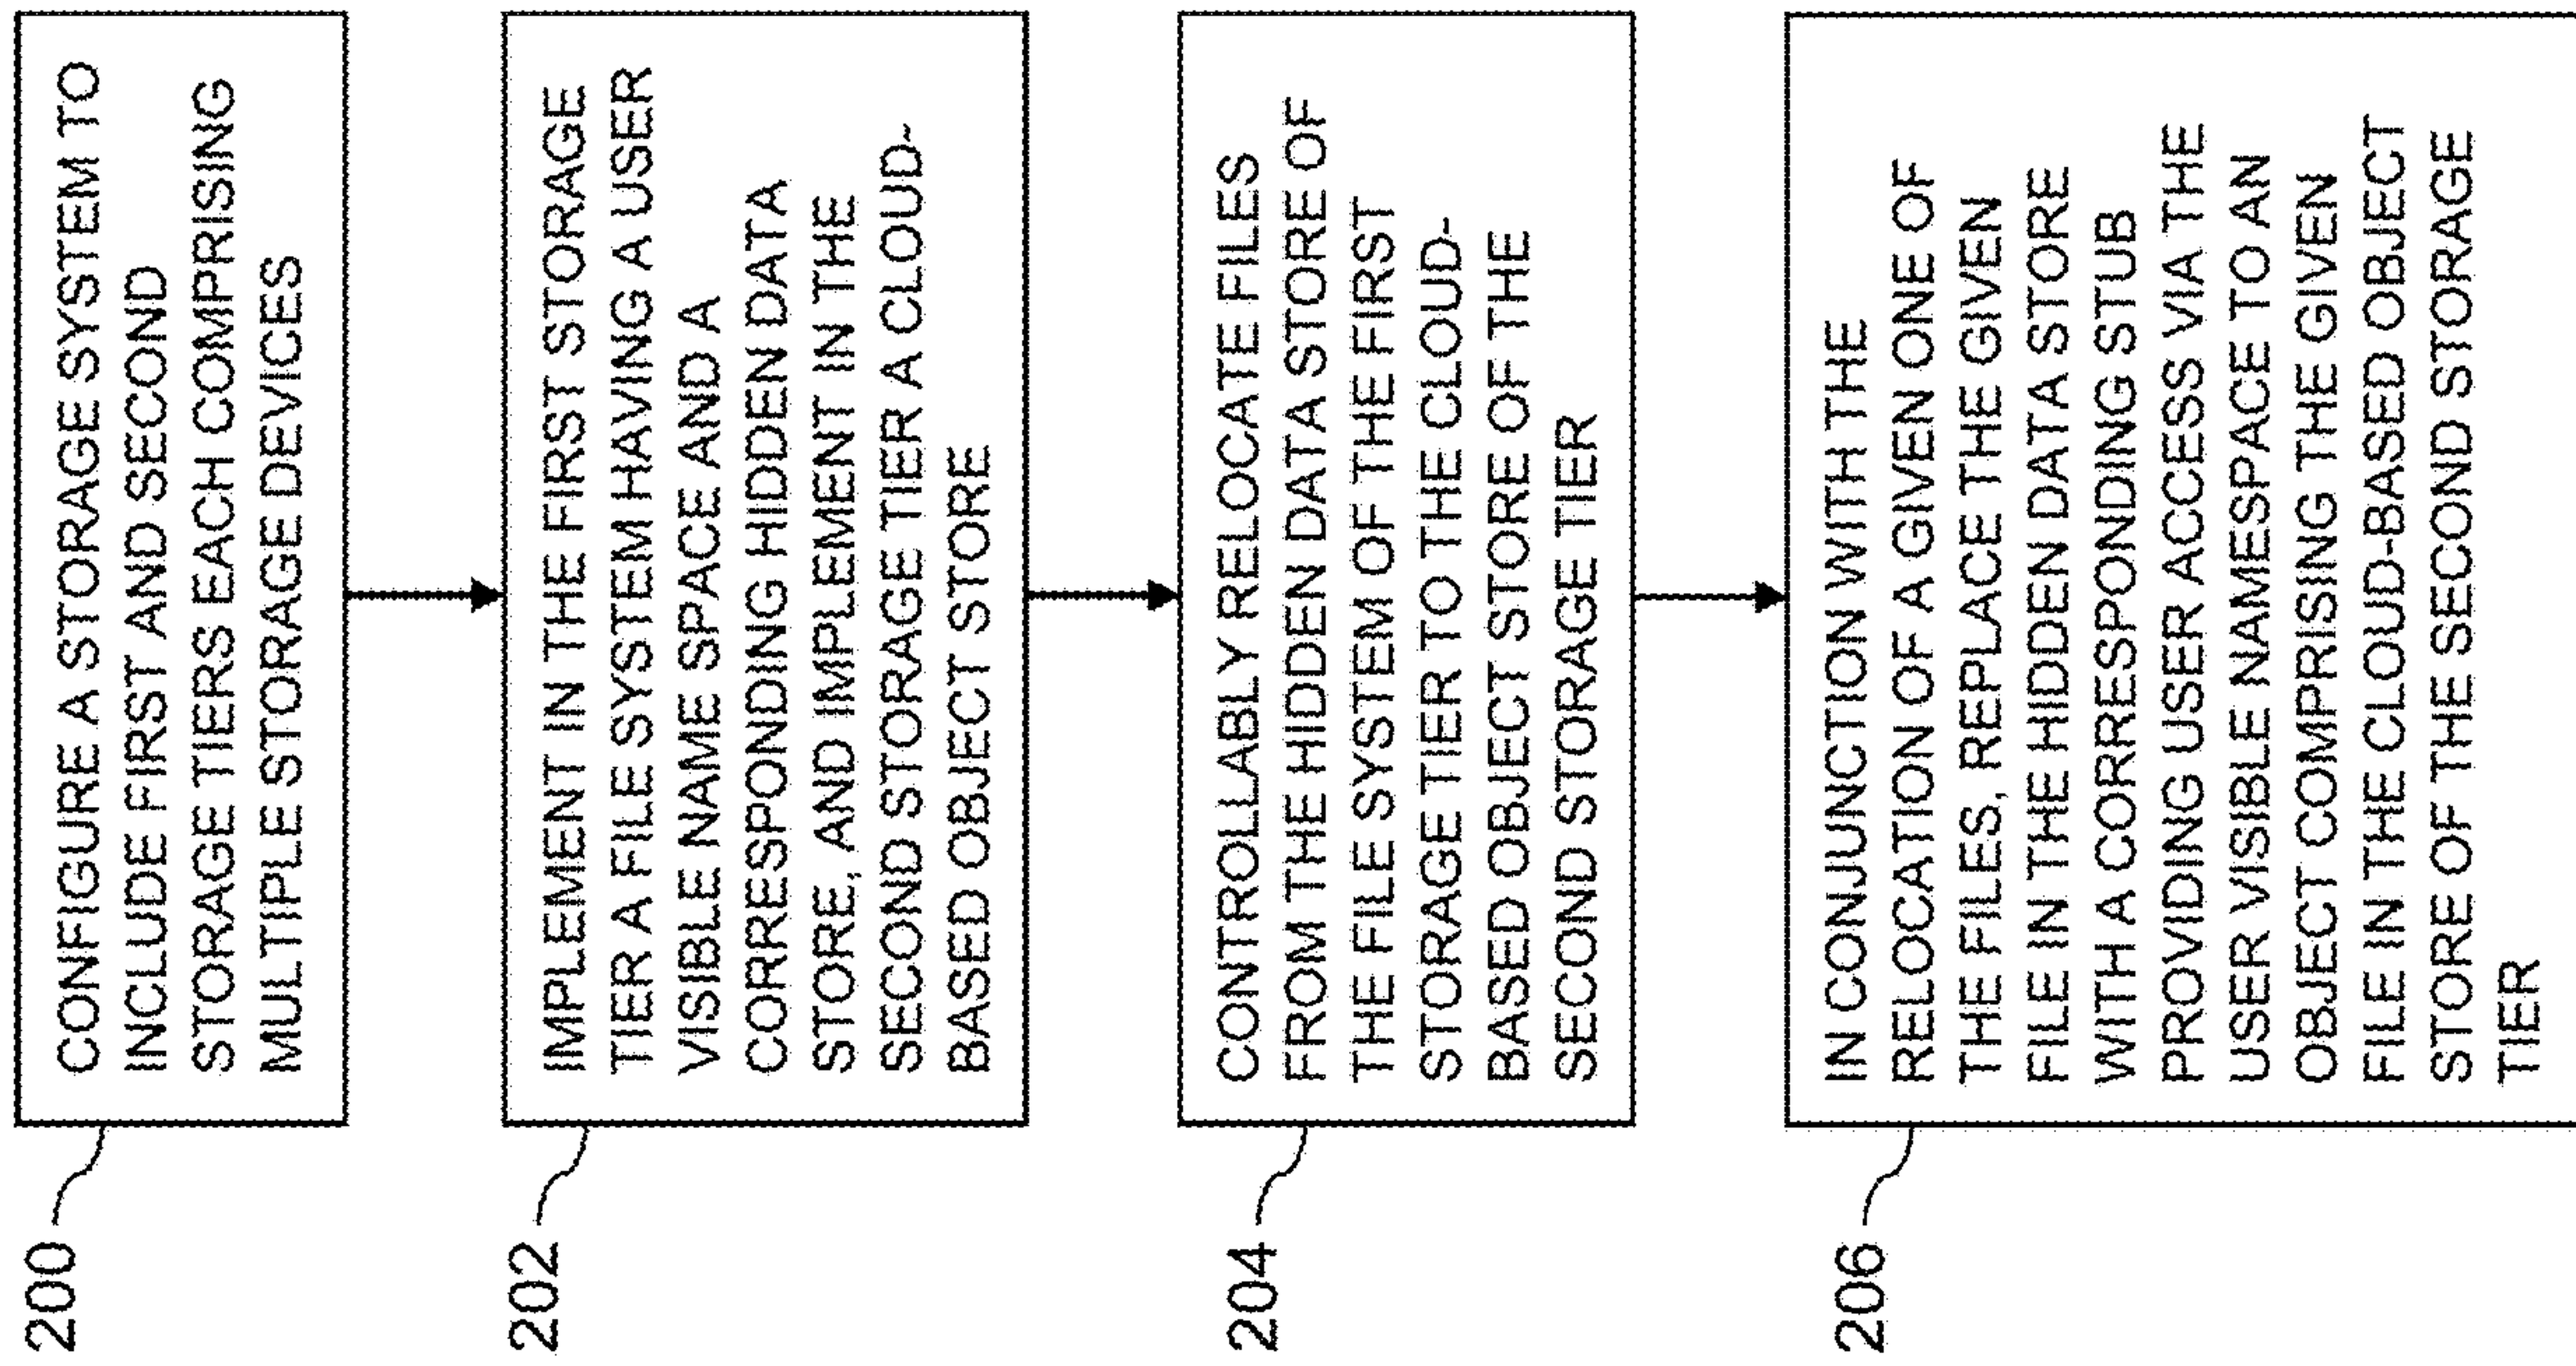 200
CONFIGURE A STORAGE SYSTEM TO
INCLUDE FIRST AND SECOND
STORAGE TIERS EACH COMPRISING
MULTIPLE STORAGE DEVICES
202
IMPLEMENT IN THE FIRST STORAGE
TIER A FILE SYSTEM HAVING A USER
VISIBLE NAME SPACE AND A
CORRESPONDING HIDDEN DATA
STORE, AND IMPLEMENT IN THE
SECOND STORAGE TIER A CLOUD-
BASED OBJECT STORE
204
CONTROLLABLY RELOCATE FILES
FROM THE HIDDEN DATA STORE OF
THE FILE SYSTEM OF THE FIRST
STORAGE TIER TO THE CLOUD-
BASED OBJECT STORE OF THE
SECOND STORAGE TIER
206
IN CONJUNCTION WITH THE
RELOCATION OF A GIVEN ONE OF
THE FILES, REPLACE THE GIVEN
FILE IN THE HIDDEN DATA STORE
WITH A CORRESPONDING STUB
PROVIDING USER ACCESS VIA THE
USER VISIBLE NAMESPACE TO AN
OBJECT COMPRISING THE GIVEN
FILE IN THE CLOUD-BASED OBJECT
STORE OF THE SECOND STORAGE
TIER